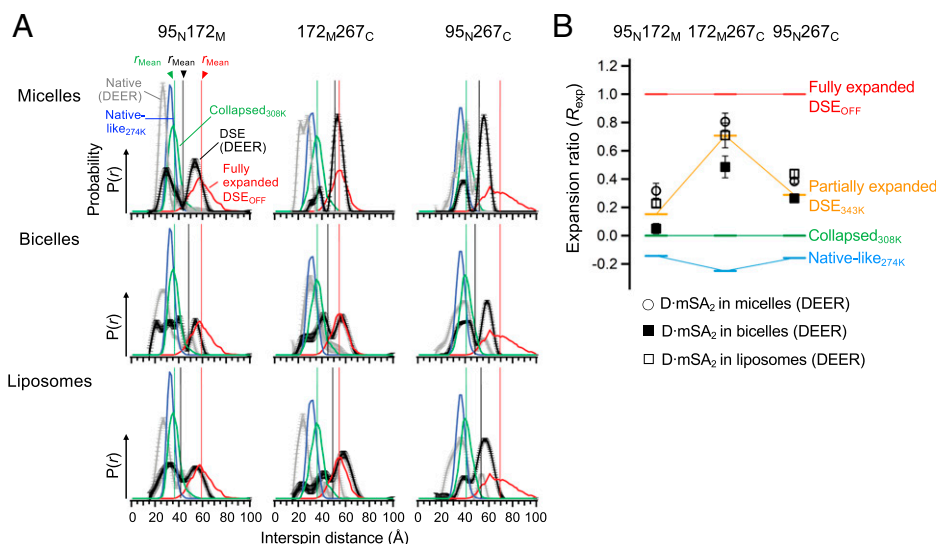 A
95N172M
172M267C
95N267C
rMean
rMean
rMean
Micelles
Native
(DEER)
Native-
like274K
Collapsed308K
DSE
(DEER)
Fully
expanded
DSEOFF
Probability
P(r)
Bicelles
P(r)
Liposomes
P(r)
0 20 40 60 80 100
0 20 40 60 80 100
0 20 40 60 80 100
Interspin distance (Å)
B
95N172M
172M267C
95N267C
Expansion ratio (Rexp)
1.2
1.0
0.8
0.6
0.4
0.2
0.0
-0.2
Fully expanded
DSEOFF
Partially expanded
DSE343K
Collapsed308K
Native-like274K
D·mSA2 in micelles (DEER)
D·mSA2 in bicelles (DEER)
D·mSA2 in liposomes (DEER)